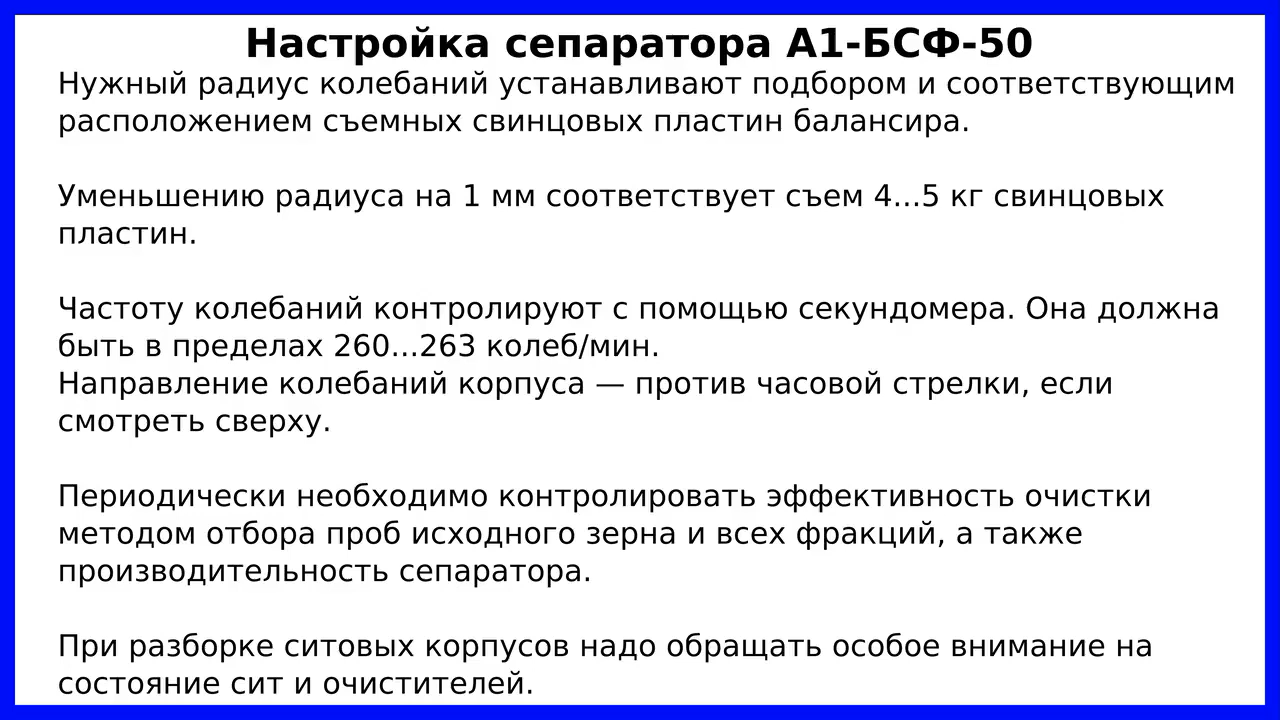 Настройка сепаратора А1-БСФ-50
Нужный радиус колебаний устанавливают подбором и соответствующим
расположением съемных свинцовых пластин балансира.
Уменьшению радиуса на 1 мм соответствует съем 4...5 кг свинцовых
пластин.
Частоту колебаний контролируют с помощью секундомера. Она должна
быть в пределах 260...263 колеб/мин.
Направление колебаний корпуса — против часовой стрелки, если
смотреть сверху.
Периодически необходимо контролировать эффективность очистки
методом отбора проб исходного зерна и всех фракций, а также
производительность сепаратора.
При разборке ситовых корпусов надо обращать особое внимание на
состояние сит и очистителей.